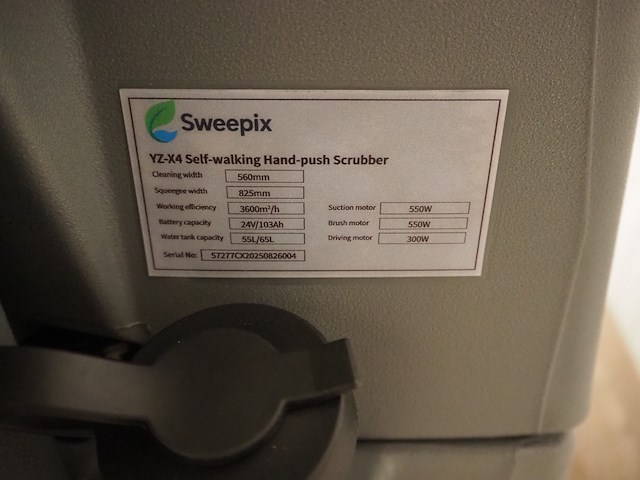 Sweepix
YZ-X4 Self-walking Hand-push Scrubber
Cleaning width 560mm
Squeegee width 825mm
Working efficiency 3600m²/h Suction motor 550W
Battery capacity 24V/103Ah Brush motor 550W
Water tank capacity 55L/65L Driving motor 300W
Serial No: S7277CX20250826004